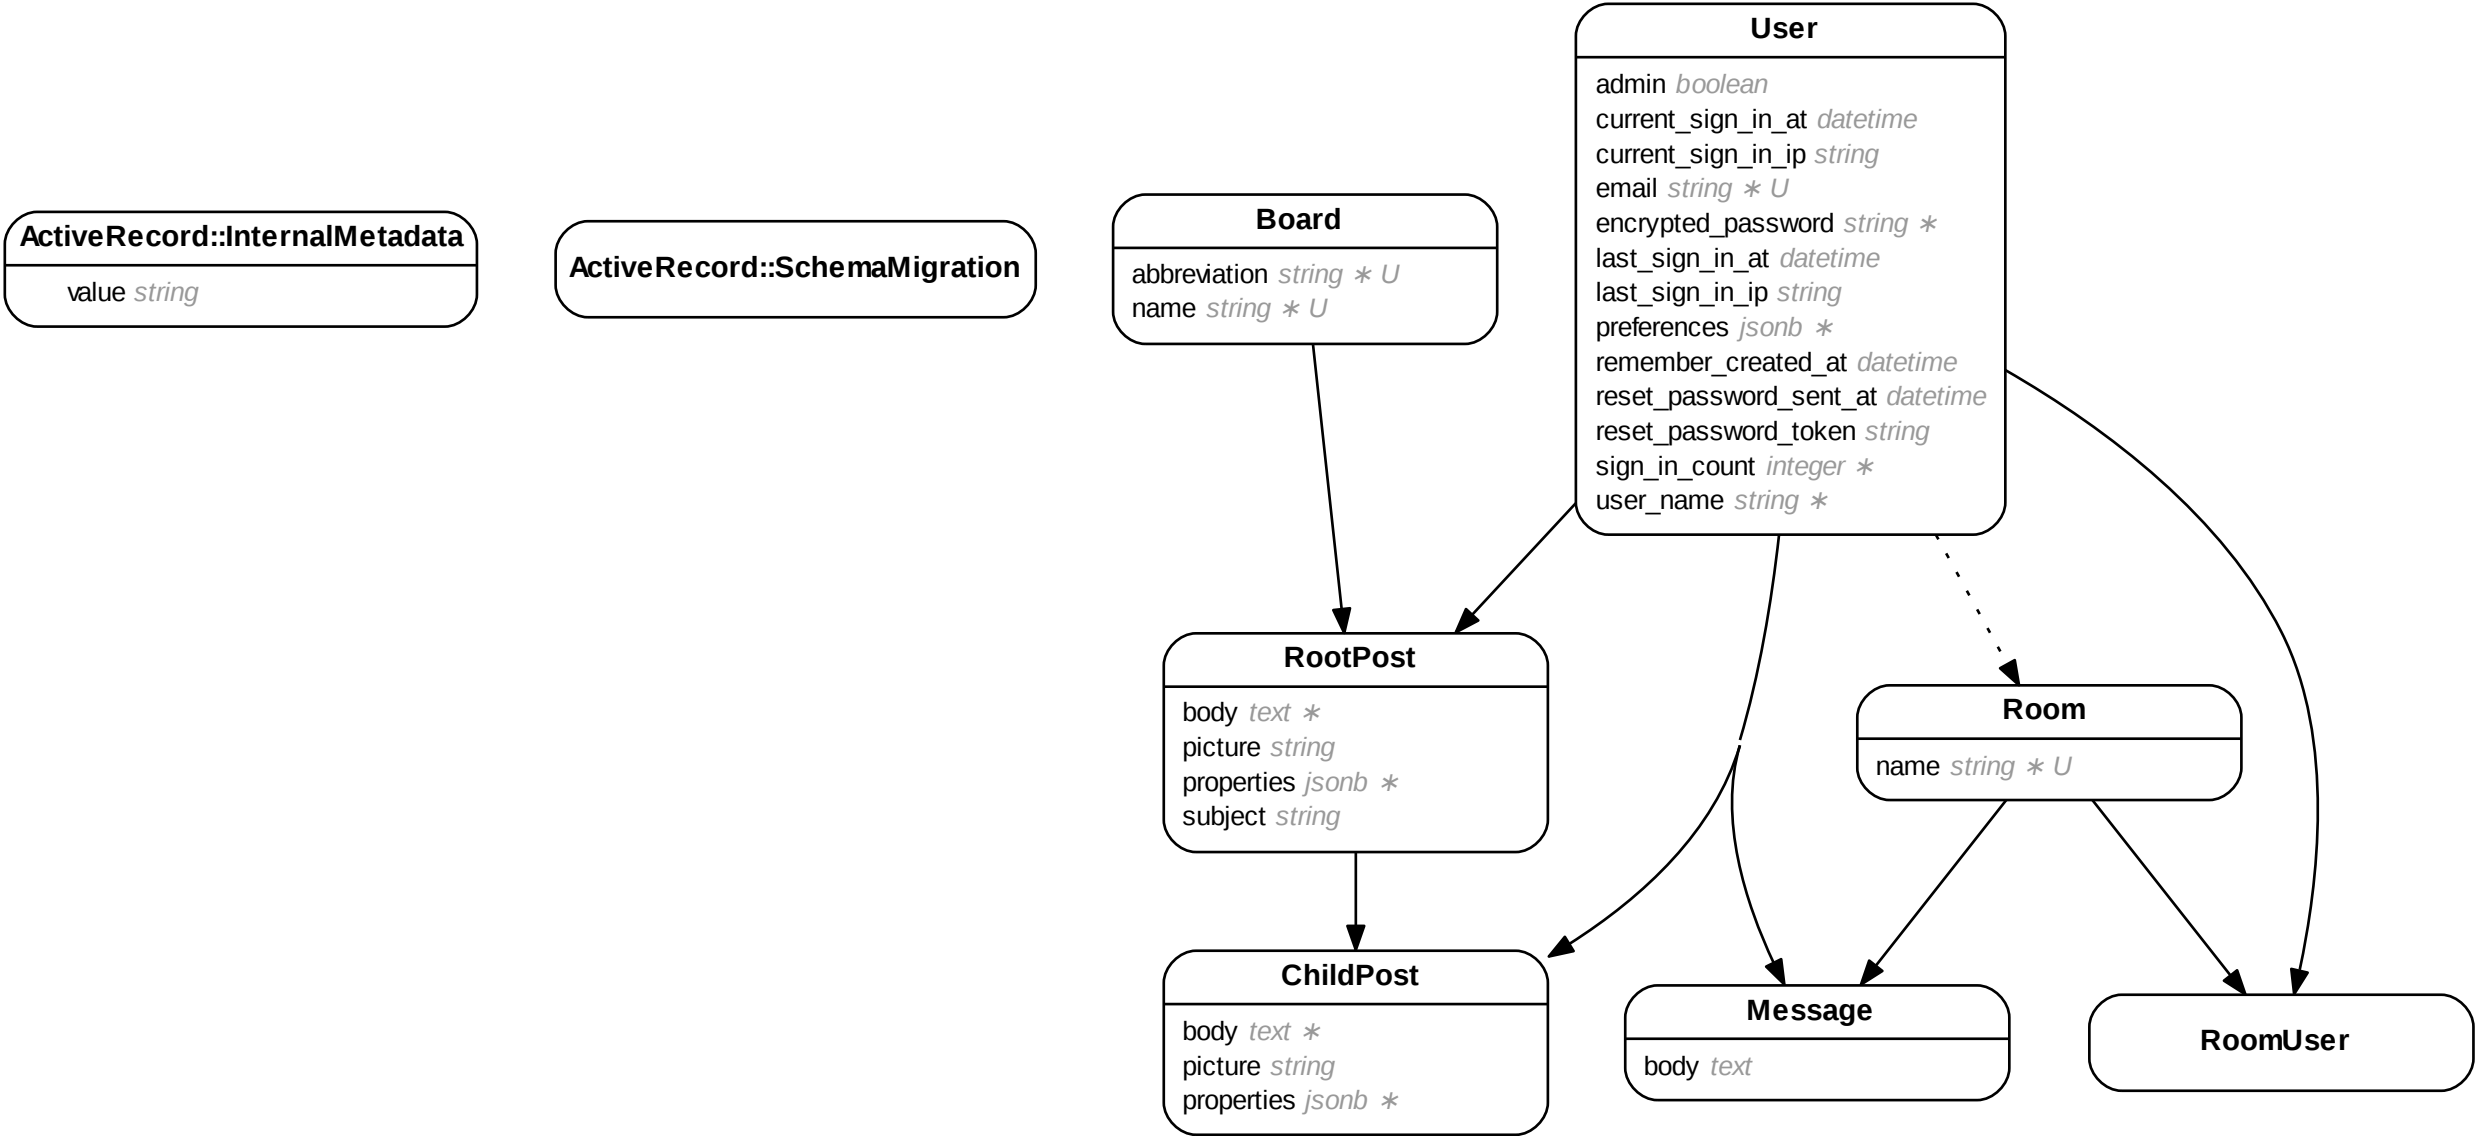 ActiveRecord::InternalMetadata
value string
ActiveRecord::SchemaMigration
Board
abbreviation string ∗ U
name string ∗ U
User
admin boolean
current_sign_in_at datetime
current_sign_in_ip string
email string ∗ U
encrypted_password string ∗
last_sign_in_at datetime
last_sign_in_ip string
preferences jsonb ∗
remember_created_at datetime
reset_password_sent_at datetime
reset_password_token string
sign_in_count integer ∗
user_name string ∗
RootPost
body text ∗
picture string
properties jsonb ∗
subject string
Room
name string ∗ U
ChildPost
body text ∗
picture string
properties jsonb ∗
Message
body text
RoomUser